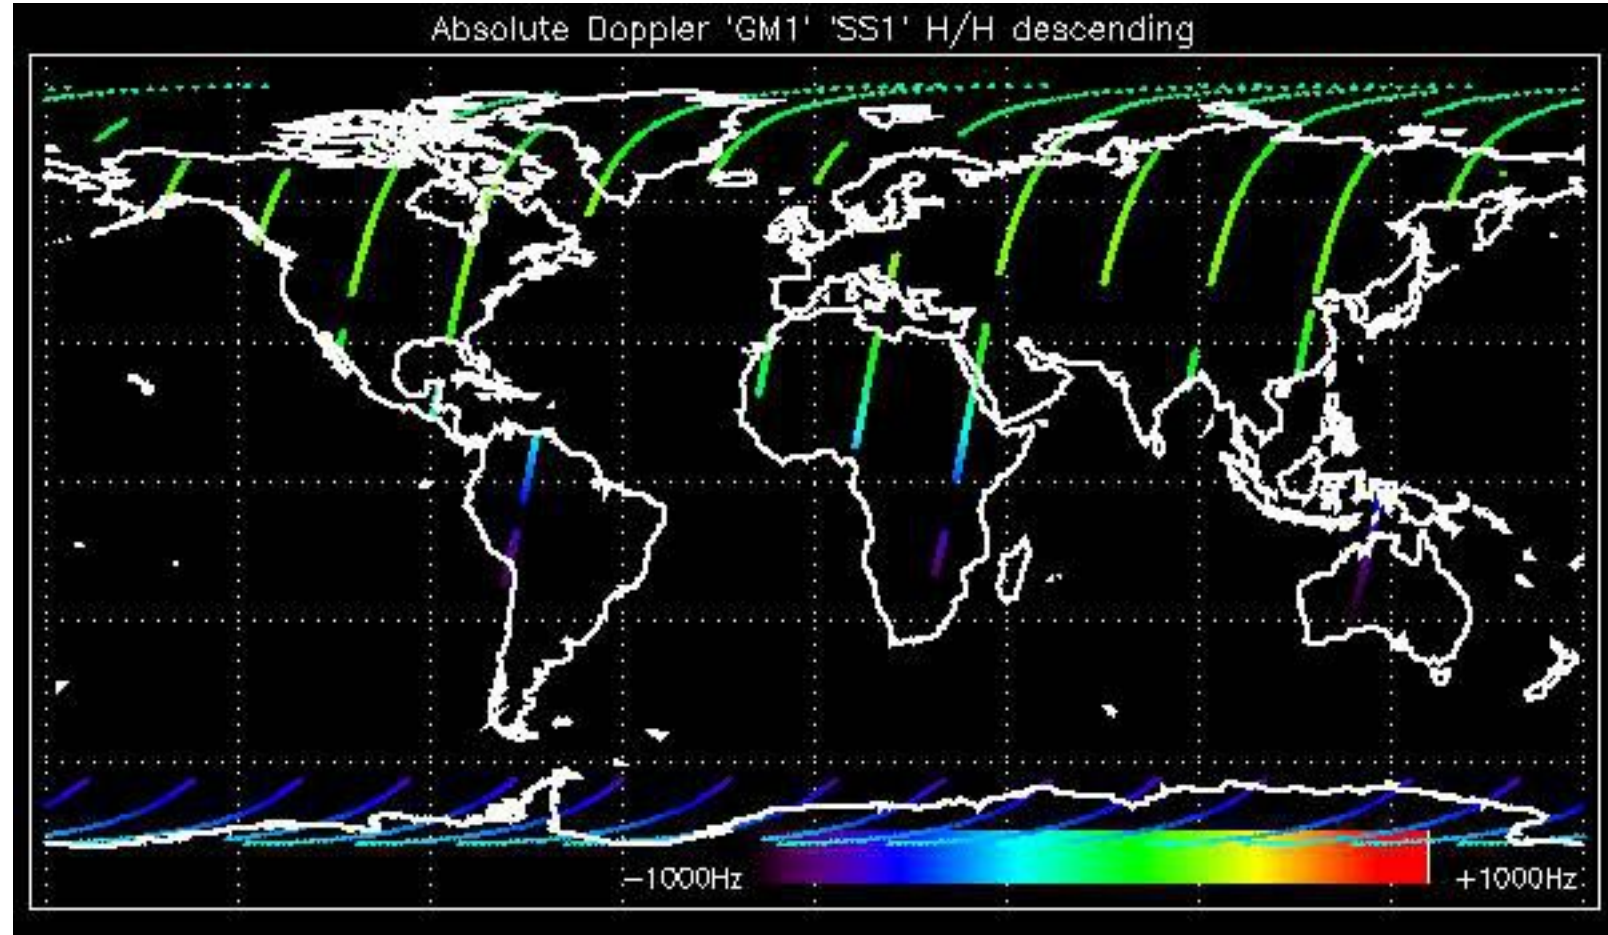 Absolute Doppler 'GM1' 'SS1' H/H descending
-1000Hz +1000Hz